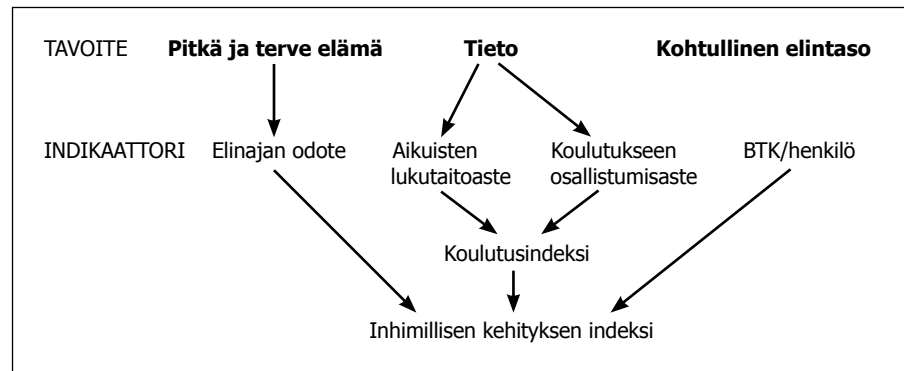 TAVOITE Pitkä ja terve elämä Tieto Kohtullinen elintaso
INDIKAATTORI Elinajan odote Aikuisten lukutaitoaste Koulutukseen osallistumisaste BTK/henkilö
Koulutusindeksi
Inhimillisen kehityksen indeksi